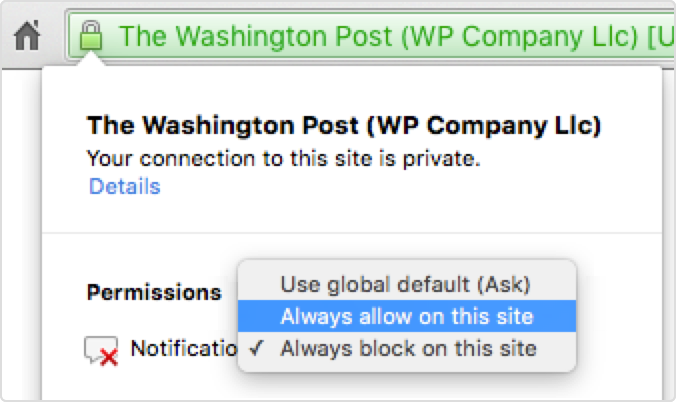 The Washington Post (WP Company Llc) [U
The Washington Post (WP Company Llc)
Your connection to this site is private.
Details
Permissions
Use global default (Ask)
Always allow on this site
Notificatio ✓ Always block on this site